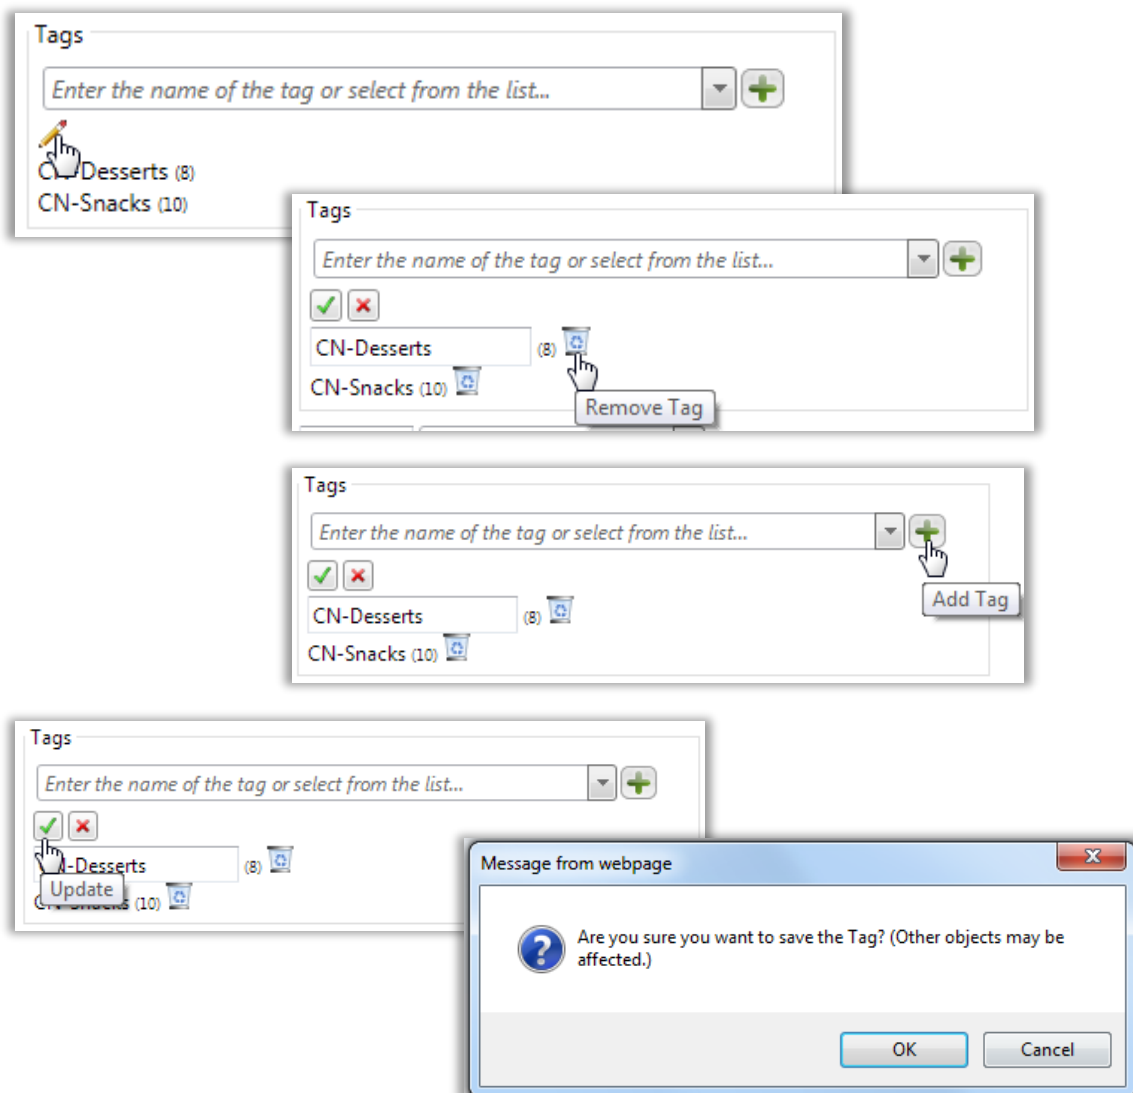 Tags
Enter the name of the tag or select from the list...
Desserts (8)
CN-Snacks (10)
Tags
Enter the name of the tag or select from the list...
CN-Desserts (8)
CN-Snacks (10)
Remove Tag
Tags
Enter the name of the tag or select from the list...
Add Tag
CN-Desserts (8)
CN-Snacks (10)
Tags
Enter the name of the tag or select from the list...
-Desserts (8)
Update
(10)
Message from webpage
Are you sure you want to save the Tag? (Other objects may be
affected.)
OK Cancel